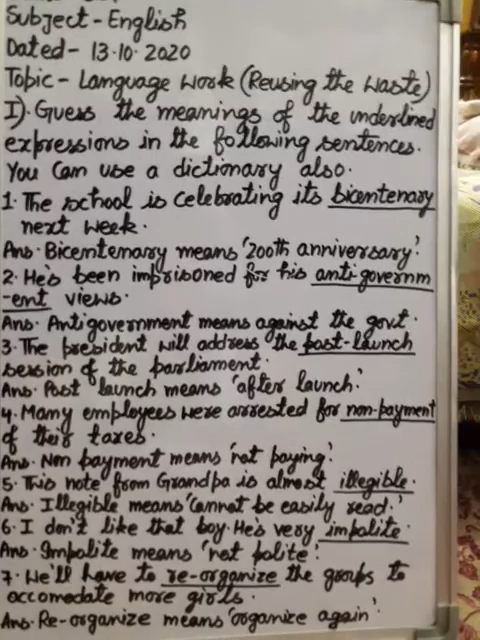 Subject - English
Dated - 13.10.2020
Topic - Language work (Reusing the waste)
I). Guess the meanings of the underlined
expressions in the following sentences.
You Can use a dictionary also.
1. The school is celebrating its bicentenary
next week.
Ans. Bicentenary means '200th anniversary'.
2. He's been imprisoned for his anti-governm
-ent views.
Ans. Antigovernment means against the govt.
3. The president will address the post-launch
session of the parliament.
Ans. Post launch means 'after launch.'
4. Many employees were arrested for non-payment
of their taxes.
Ans. Non payment means 'not paying'.
5. This note from Grandpa is almost illegible.
Ans. Illegible means 'Cannot be easily read.'
6. I don't like that boy. He's very impolite.
Ans. Impolite means 'not polite'.
7. We'll have to re-organize the groups to
accomodate more girls.
Ans. Re-organize means 'organize again'.